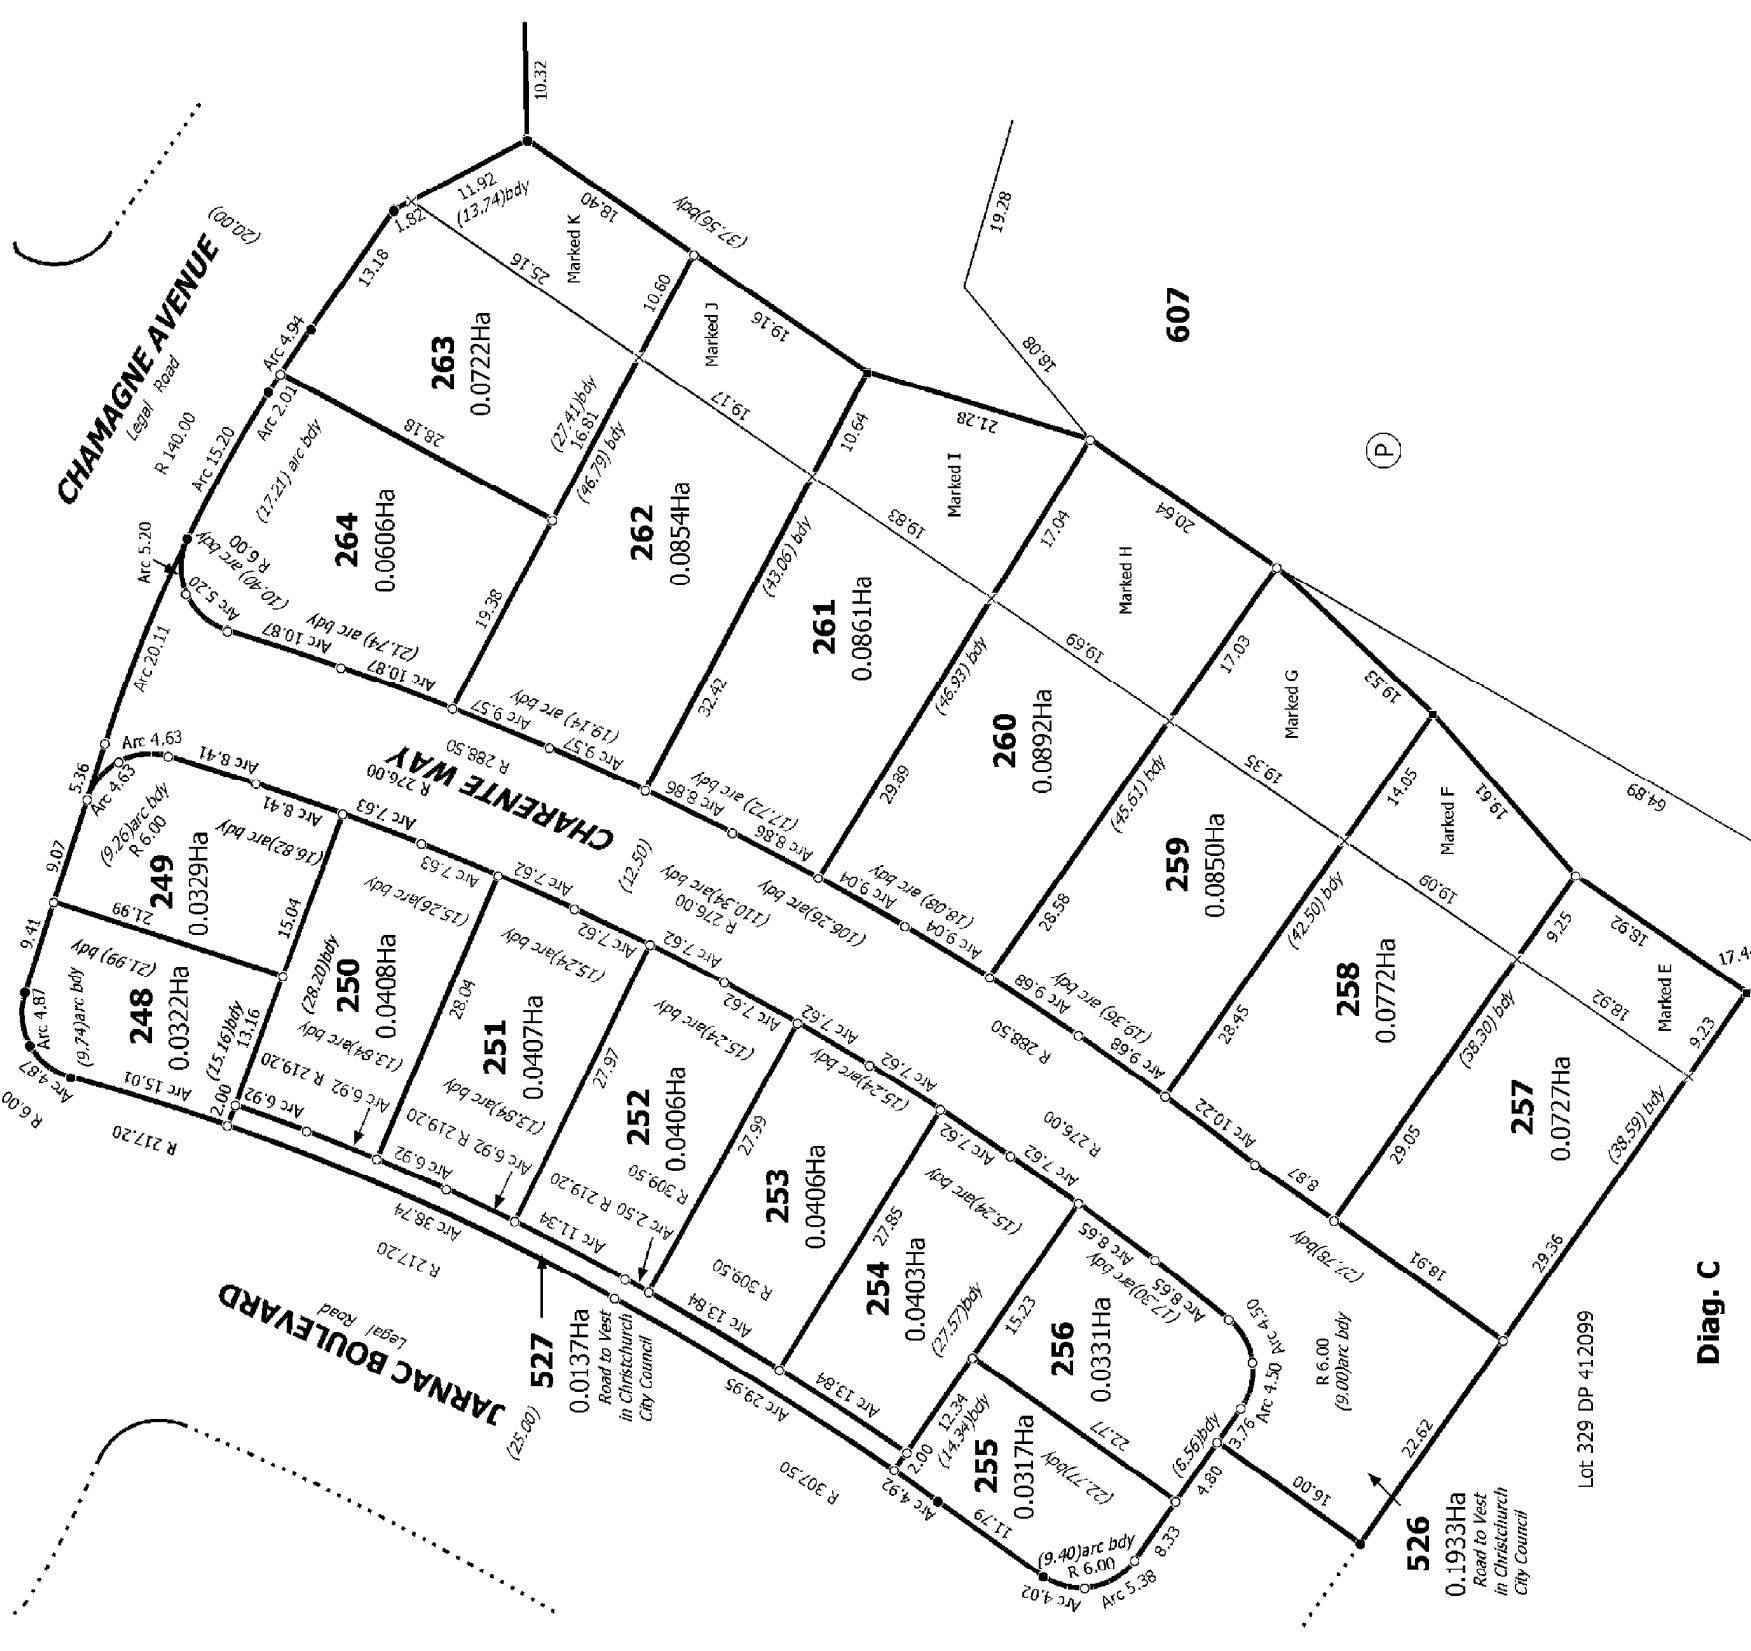 CHAMAGNE AVENUE
Legal Road
(20.00)
R 140.00
10.32
11.92
(13.74)bdy
1.82
13.18
Arc 4.94
Arc 2.01
Arc 15.20
(17.21) arc bdy
Arc 5.20
Arc 5.20
R 6.00
(10.40) arc bdy
Arc 20.11
5.36
9.07
9.41
263
0.0722Ha
25.16
Marked K
18.40
(37.56)bdy
10.60
28.18
(27.41)bdy
16.81
(46.79) bdy
264
0.0606Ha
Arc 10.87
Arc 10.87
(21.74) arc bdy
19.38
262
0.0854Ha
Marked J
19.16
19.17
10.64
Arc 9.57
Arc 9.57
(19.14) arc bdy
R 288.50
32.42
(43.06) bdy
261
0.0861Ha
Marked I
19.83
21.28
17.04
Arc 8.86
Arc 8.86
(17.72) arc bdy
29.89
(46.93) bdy
19.28
18.08
607
P
260
0.0892Ha
Marked H
19.69
20.64
17.03
Arc 9.04
Arc 9.04
(18.08) arc bdy
28.58
(45.61) bdy
259
0.0850Ha
Marked G
19.35
19.53
14.05
64.89
Arc 9.68
Arc 9.68
(19.36) arc bdy
R 288.50
28.45
(42.50) bdy
258
0.0772Ha
Marked F
19.09
19.61
9.25
Arc 10.22
8.87
29.05
(38.30) bdy
257
0.0727Ha
Marked E
18.92
18.92
9.23
(27.78)bdy
18.91
29.36
(38.59) bdy
CHARENTE WAY
(12.50)
R 276.00
R 276.00
(110.34)arc bdy
(106.26)arc bdy
R 276.00
249
0.0329Ha
Arc 4.63
Arc 4.63
(9.26)arc bdy
R 6.00
Arc 8.41
Arc 8.41
(16.82)arc bdy
21.99
15.04
248
0.0322Ha
(21.99) bdy
Arc 4.87
Arc 4.87
(9.74)arc bdy
R 6.00
Arc 15.01
R 217.20
2.00
13.16
(15.16)bdy
250
0.0408Ha
(28.20)bdy
Arc 7.63
Arc 7.63
(15.26)arc bdy
(13.84)arc bdy
Arc 6.92
R 219.20
Arc 6.92 R 219.20
28.04
251
0.0407Ha
Arc 7.62
Arc 7.62
(15.24)arc bdy
(13.84)arc bdy
Arc 6.92
Arc 6.92 R 219.20
27.97
252
0.0406Ha
Arc 7.62
Arc 7.62
(15.24)arc bdy
Arc 11.34
R 219.20
Arc 2.50
R 309.50
27.99
253
0.0406Ha
Arc 7.62
Arc 7.62
(15.24)arc bdy
Arc 13.84
R 309.50
27.85
254
0.0403Ha
Arc 7.62
Arc 7.62
(15.24)arc bdy
Arc 13.84
(27.57)bdy
15.23
12.34
(14.34)bdy
2.00
255
0.0317Ha
(22.77)bdy
22.77
Arc 4.92
11.79
Arc 4.02
Arc 5.38
R 6.00
(9.40)arc bdy
8.33
256
0.0331Ha
Arc 8.65
Arc 8.65
(17.30)arc bdy
Arc 4.50
Arc 4.50
R 6.00
(9.00)arc bdy
3.76
4.80
(8.56)bdy
16.00
22.62
JARNAC BOULEVARD
Legal Road
(25.00)
R 217.20
Arc 38.74
Arc 29.95
R 307.50
527
0.0137Ha
Road to Vest
in Christchurch
City Council
526
0.1933Ha
Road to Vest
in Christchurch
City Council
Lot 329 DP 412099
Diag. C